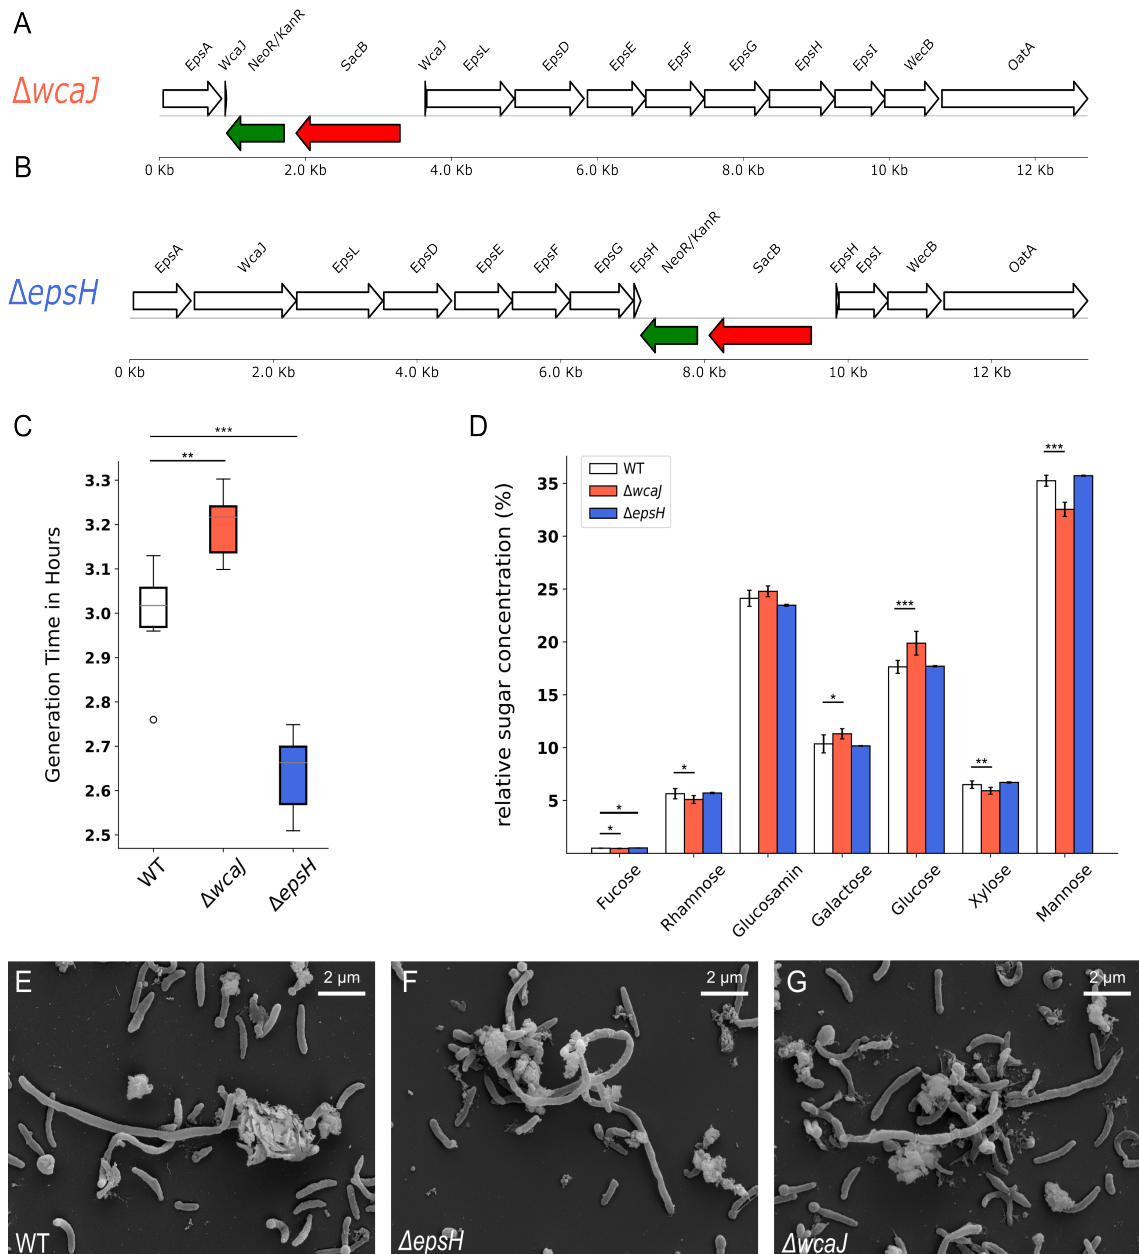 A
EpsA WcaJ NeoR/KanR SacB WcaJ EpsL EpsD EpsE EpsF EpsG EpsH EpsI WecB OatA
ΔwcaJ
0 Kb 2.0 Kb 4.0 Kb 6.0 Kb 8.0 Kb 10 Kb 12 Kb
B
EpsA WcaJ EpsL EpsD EpsE EpsF EpsG EpsH NeoR/KanR SacB EpsH EpsI WecB OatA
ΔepsH
0 Kb 2.0 Kb 4.0 Kb 6.0 Kb 8.0 Kb 10 Kb 12 Kb
C
***
**
Generation Time in Hours
3.3
3.2
3.1
3.0
2.9
2.8
2.7
2.6
2.5
WT ΔwcaJ ΔepsH
D
relative sugar concentration (%)
WT
ΔwcaJ
ΔepsH
35
30
25
20
15
10
5
*
*
*
*
***
**
***
Fucose Rhamnose Glucosamin Galactose Glucose Xylose Mannose
E
2 µm
WT
F
2 µm
ΔepsH
G
2 µm
ΔwcaJ